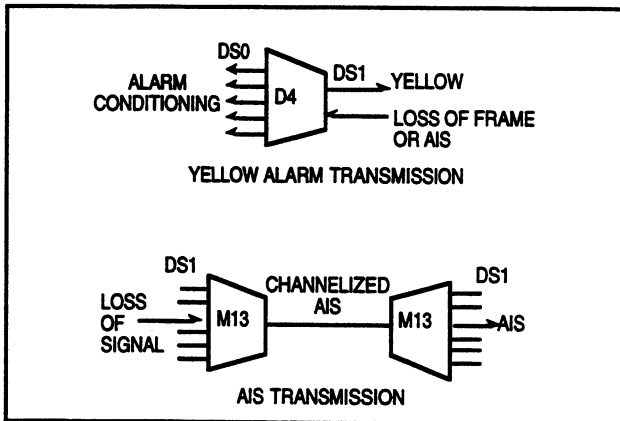 DS0
DS1
YELLOW
ALARM
CONDITIONING
D4
LOSS OF FRAME
OR AIS
YELLOW ALARM TRANSMISSION
DS1
CHANNELIZED
AIS
DS1
LOSS
OF
SIGNAL
M13
M13
AIS
AIS TRANSMISSION